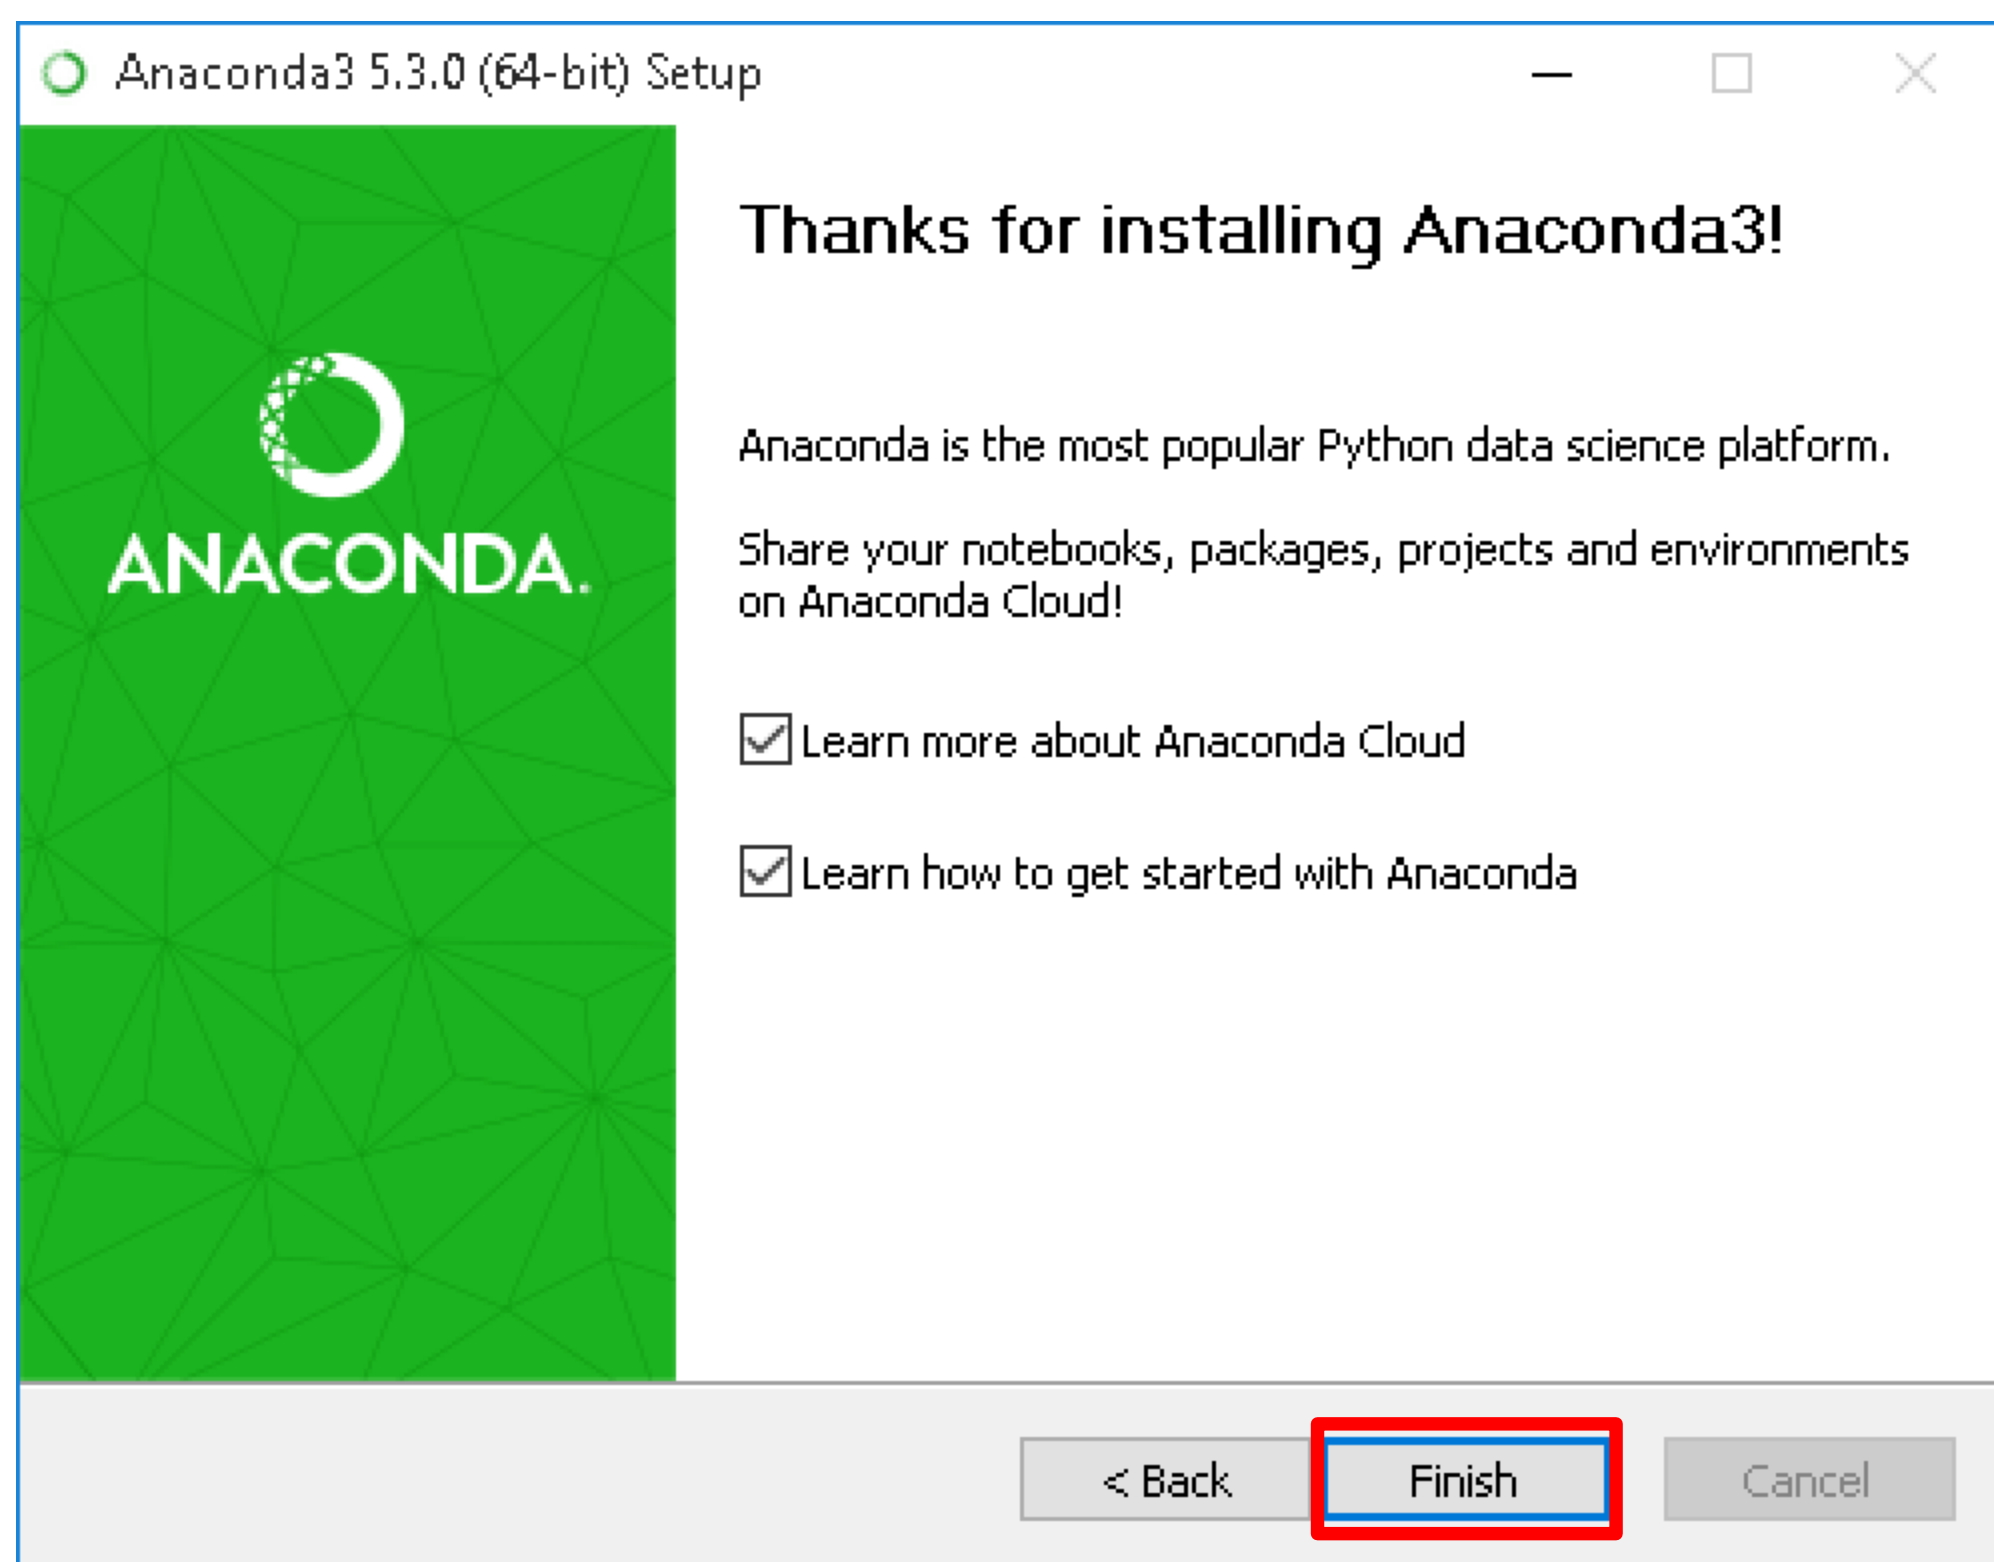 Anaconda3 5.3.0 (64-bit) Setup
ANACONDA.
Thanks for installing Anaconda3!
Anaconda is the most popular Python data science platform.
Share your notebooks, packages, projects and environments
on Anaconda Cloud!
Learn more about Anaconda Cloud
Learn how to get started with Anaconda
< Back
Finish
Cancel